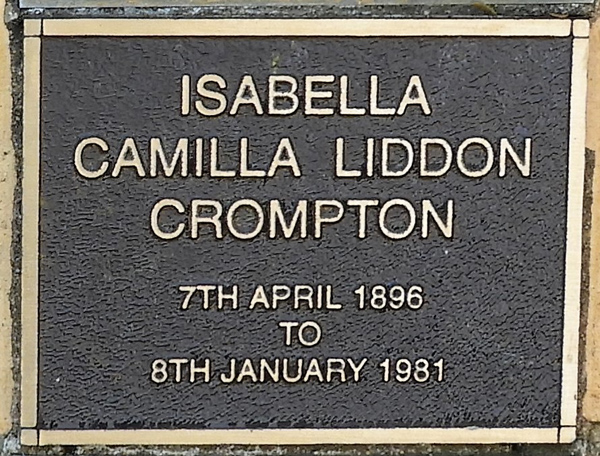 ISABELLA
CAMILLA LIDDON
CROMPTON
7TH APRIL 1896
TO
8TH JANUARY 1981